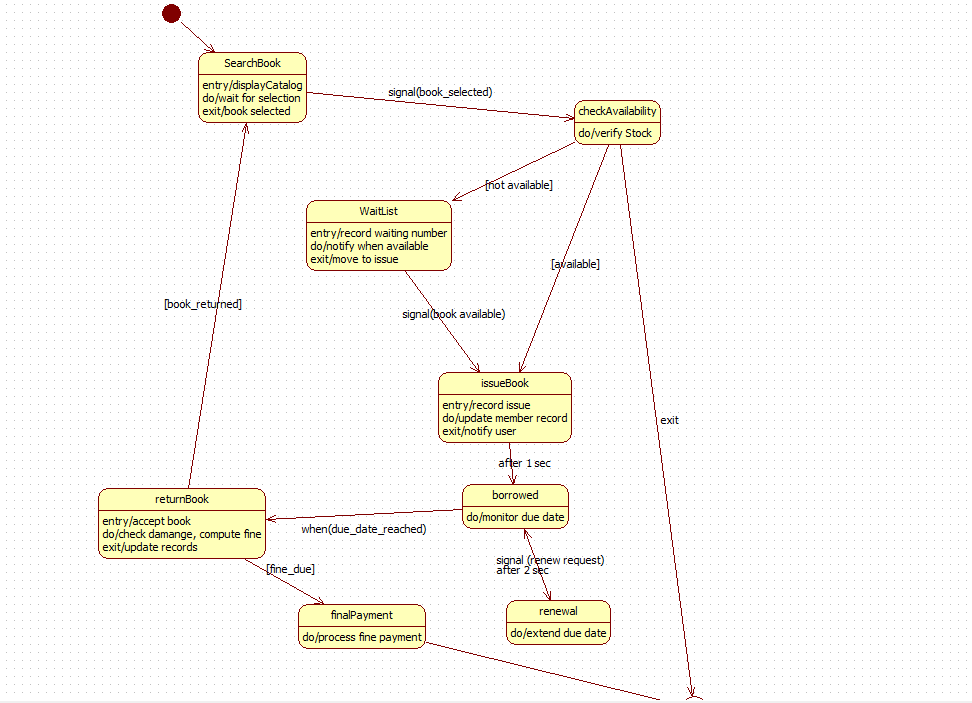 SearchBook
entry/displayCatalog
do/wait for selection
exit/book selected
signal(book_selected)
checkAvailability
do/verify Stock
[not available]
WaitList
entry/record waiting number
do/notify when available
exit/move to issue
[available]
[book_returned]
signal(book available)
issueBook
entry/record issue
do/update member record
exit/notify user
exit
after 1 sec
returnBook
entry/accept book
do/check damange, compute fine
exit/update records
borrowed
do/monitor due date
when(due_date_reached)
signal (renew request)
after 2 sec
[fine_due]
finalPayment
do/process fine payment
renewal
do/extend due date